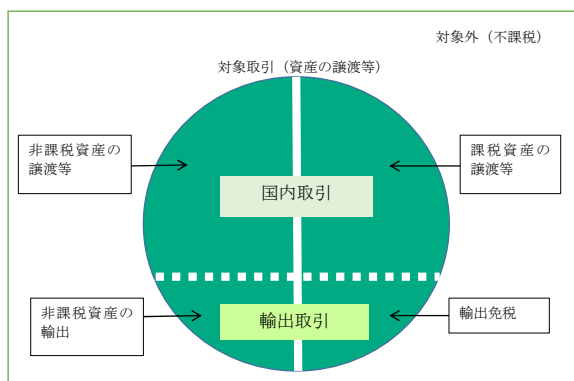 対象外（不課税）
対象取引（資産の譲渡等）
非課税資産の
譲渡等
課税資産の
譲渡等
国内取引
非課税資産の
輸出
輸出取引
輸出免税